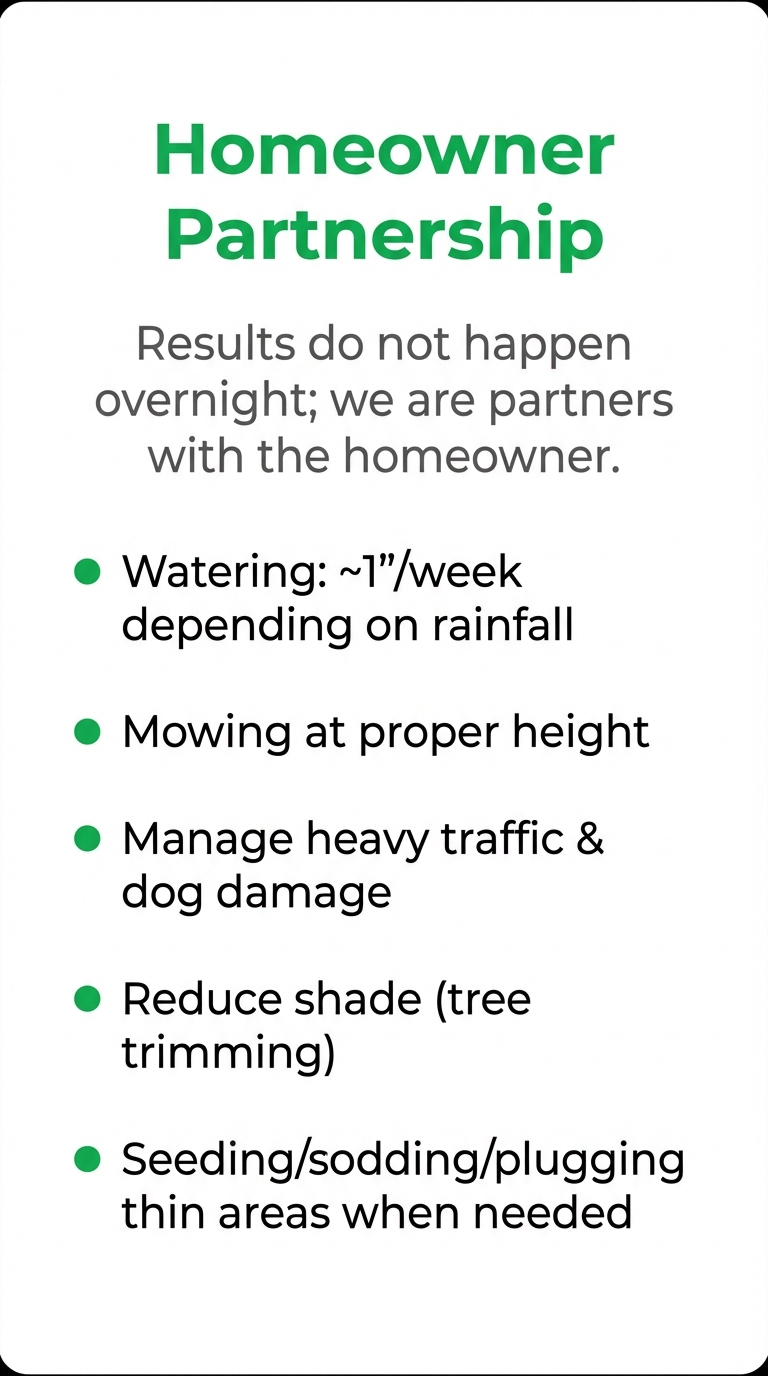 Homeowner
Partnership
Results do not happen
overnight; we are partners
with the homeowner.
Watering: ~1”/week
depending on rainfall
Mowing at proper height
Manage heavy traffic &
dog damage
Reduce shade (tree
trimming)
Seeding/sodding/plugging
thin areas when needed